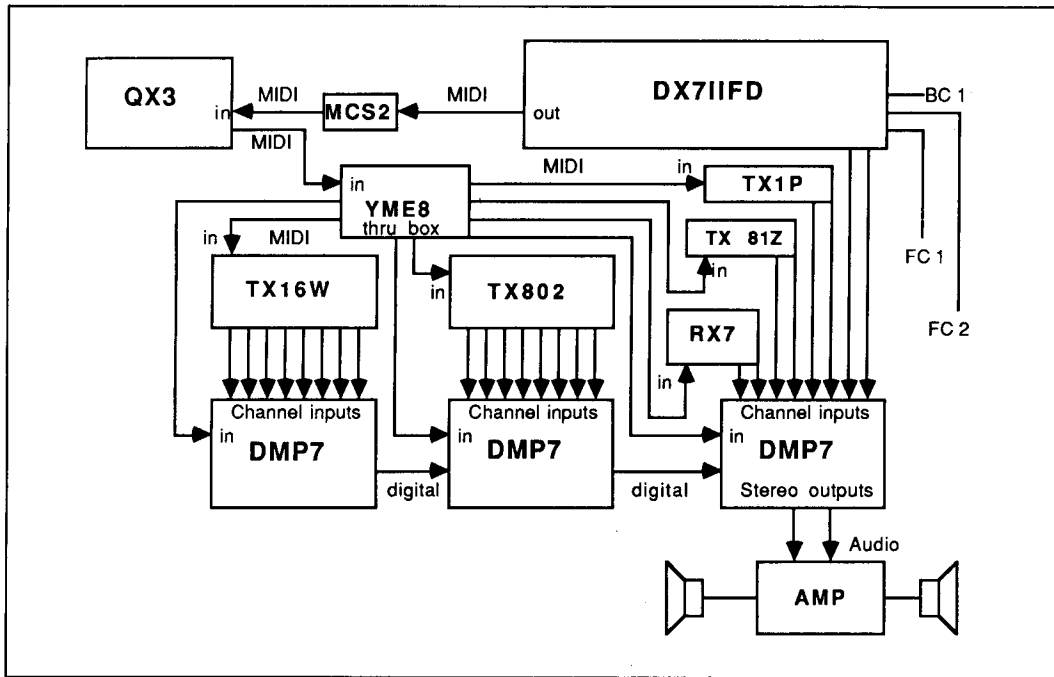 QX3
in
MIDI
MCS2
MIDI
DX7IIFD
out
BC 1
MIDI
in
YME8
thru box
MIDI
in
TX1P
in
MIDI
TX 81Z
in
FC 1
TX16W
in
TX802
RX7
in
FC 2
Channel inputs
in
DMP7
Channel inputs
in
DMP7
Channel inputs
in
DMP7
digital
digital
Stereo outputs
Audio
AMP